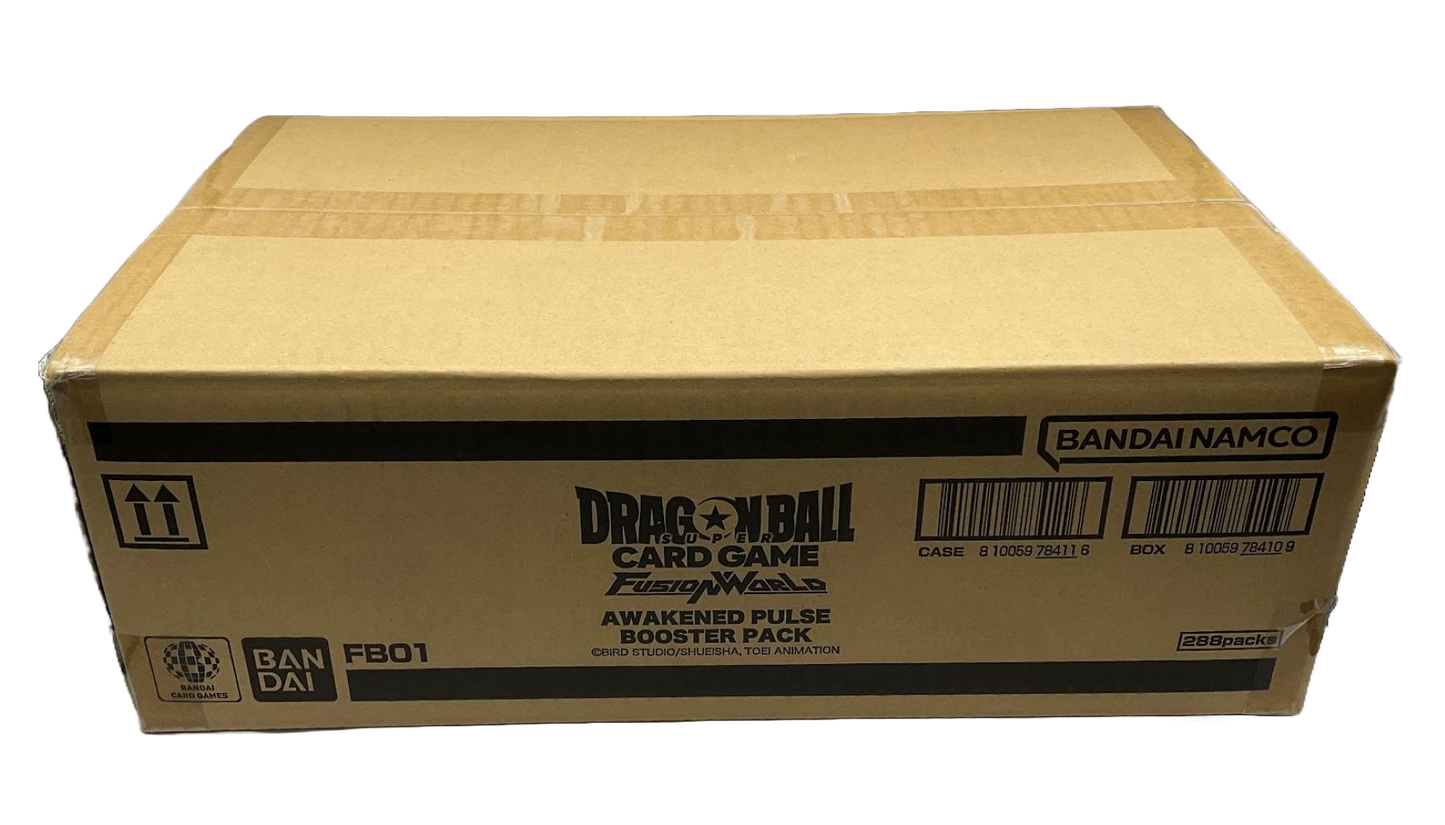 BANDAI NAMCO
DRAGON BALL
SUPER
CARD GAME
FUSION WORLD
AWAKENED PULSE
BOOSTER PACK
©BIRD STUDIO/SHUEISHA, TOEI ANIMATION
CASE 8 10059 78411 6
BOX 8 10059 78410 9
BANDAI
CARD GAMES
BAN
DAI
FB01
288packs